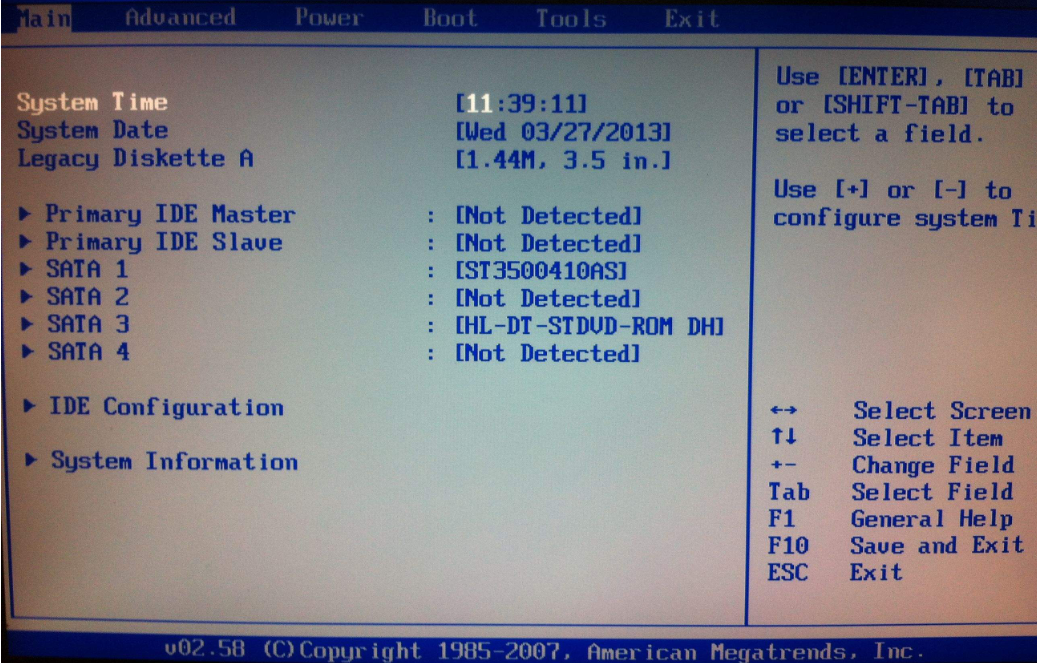 Main Advanced Power Boot Tools Exit
System Time [11:39:11]
System Date [Wed 03/27/2013]
Legacy Diskette A [1.44M, 3.5 in.]
▶ Primary IDE Master : [Not Detected]
▶ Primary IDE Slave : [Not Detected]
▶ SATA 1 : [ST3500410AS]
▶ SATA 2 : [Not Detected]
▶ SATA 3 : [HL-DT-STDVD-ROM DH]
▶ SATA 4 : [Not Detected]
▶ IDE Configuration
▶ System Information
Use [ENTER], [TAB]
or [SHIFT-TAB] to
select a field.
Use [+] or [-] to
configure system Ti
←→ Select Screen
↑↓ Select Item
+- Change Field
Tab Select Field
F1 General Help
F10 Save and Exit
ESC Exit
v02.58 (C)Copyright 1985-2007, American Megatrends, Inc.